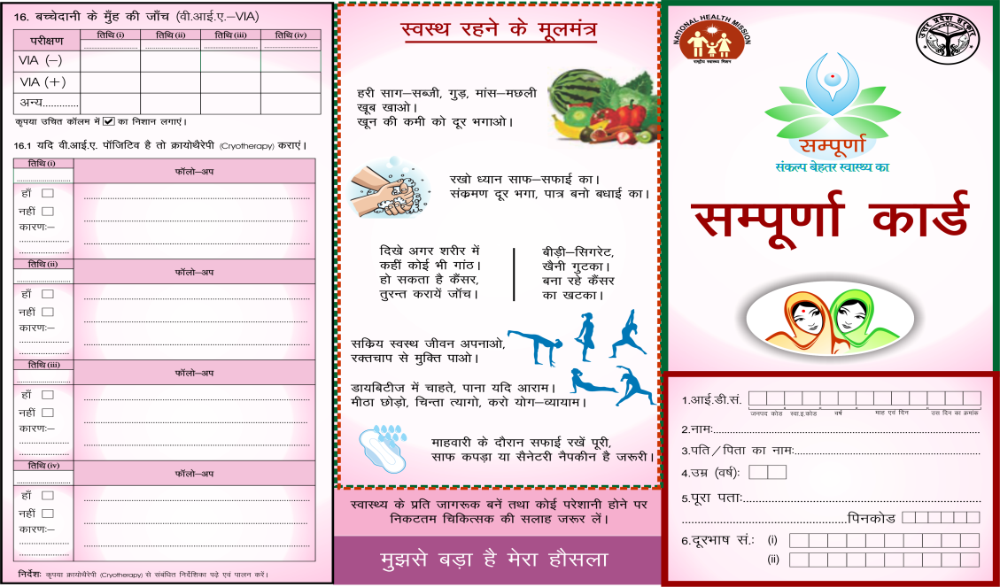 16. बच्चेदानी के मुँह की जाँच (वी.आई.ए.–VIA)
परीक्षण तिथि (i) तिथि (ii) तिथि (iii) तिथि (iv)
VIA (–)
VIA (+)
अन्य.............
कृपया उचित कॉलम में ☑ का निशान लगाएं।
16.1 यदि वी.आई.ए. पॉजिटिव है तो क्रायोथैरेपी (Cryotherapy) कराएं।
तिथि (i) फॉलो–अप
हाँ
नहीं
कारणः–
तिथि (ii) फॉलो–अप
हाँ
नहीं
कारणः–
तिथि (iii) फॉलो–अप
हाँ
नहीं
कारणः–
तिथि (iv) फॉलो–अप
हाँ
नहीं
कारणः–
निर्देशः कृपया क्रायोथैरेपी (Cryotherapy) से संबंधित निर्देशिका पढ़े एवं पालन करें।
स्वस्थ रहने के मूलमंत्र
हरी साग–सब्जी, गुड़, मांस–मछली
खूब खाओ।
खून की कमी को दूर भगाओ।
रखो ध्यान साफ–सफाई का।
संक्रमण दूर भगा, पात्र बनो बधाई का।
दिखे अगर शरीर में
कहीं कोई भी गांठ।
हो सकता है कैंसर,
तुरन्त करायें जॉच।
बीड़ी–सिगरेट,
खैनी गुटका।
बना रहे कैंसर
का खटका।
सक्रिय स्वस्थ जीवन अपनाओ,
रक्तचाप से मुक्ति पाओ।
डायबिटीज में चाहते, पाना यदि आराम।
मीठा छोड़ो, चिन्ता त्यागो, करो योग–व्यायाम।
माहवारी के दौरान सफाई रखें पूरी,
साफ कपड़ा या सैनेटरी नैपकीन है जरूरी।
स्वास्थ्य के प्रति जागरूक बनें तथा कोई परेशानी होने पर
निकटतम चिकित्सक की सलाह जरूर लें।
मुझसे बड़ा है मेरा हौसला
NATIONAL HEALTH MISSION
राष्ट्रीय स्वास्थ्य मिशन
उत्तर प्रदेश सरकार
सम्पूर्णा
संकल्प बेहतर स्वास्थ्य का
सम्पूर्णा कार्ड
1.आई.डी.सं.
जनपद कोड स्वा.इ.कोड वर्ष माह एवं दिन उस दिन का क्रमांक
2.नामः
3.पति/पिता का नामः
4.उम्र (वर्ष):
5.पूरा पताः
पिनकोड
6.दूरभाष सं.: (i)
(ii)